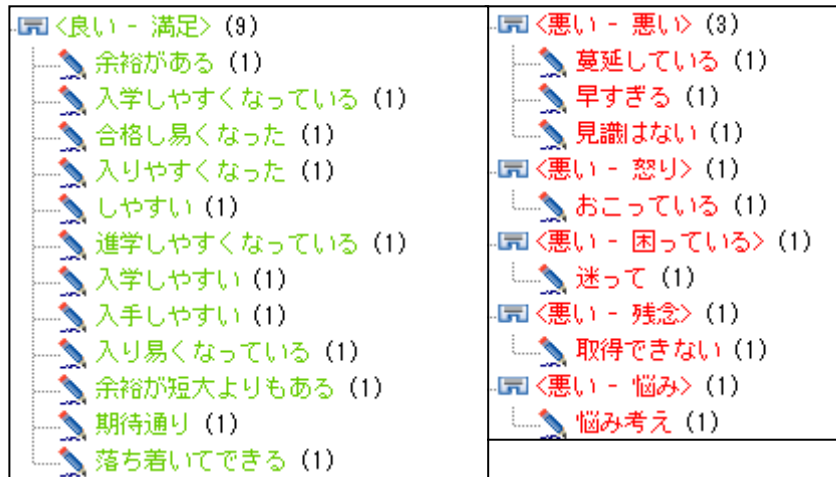 <良い - 満足> (9)
余裕がある (1)
入学しやすくなっている (1)
合格し易くなった (1)
入りやすくなった (1)
しやすい (1)
進学しやすくなっている (1)
入学しやすい (1)
入手しやすい (1)
入り易くなっている (1)
余裕が短大よりもある (1)
期待通り (1)
落ち着いてできる (1)
<悪い - 悪い> (3)
蔓延している (1)
早すぎる (1)
見識はない (1)
<悪い - 怒り> (1)
おこっている (1)
<悪い - 困っている> (1)
迷って (1)
<悪い - 残念> (1)
取得できない (1)
<悪い - 悩み> (1)
悩み考え (1)